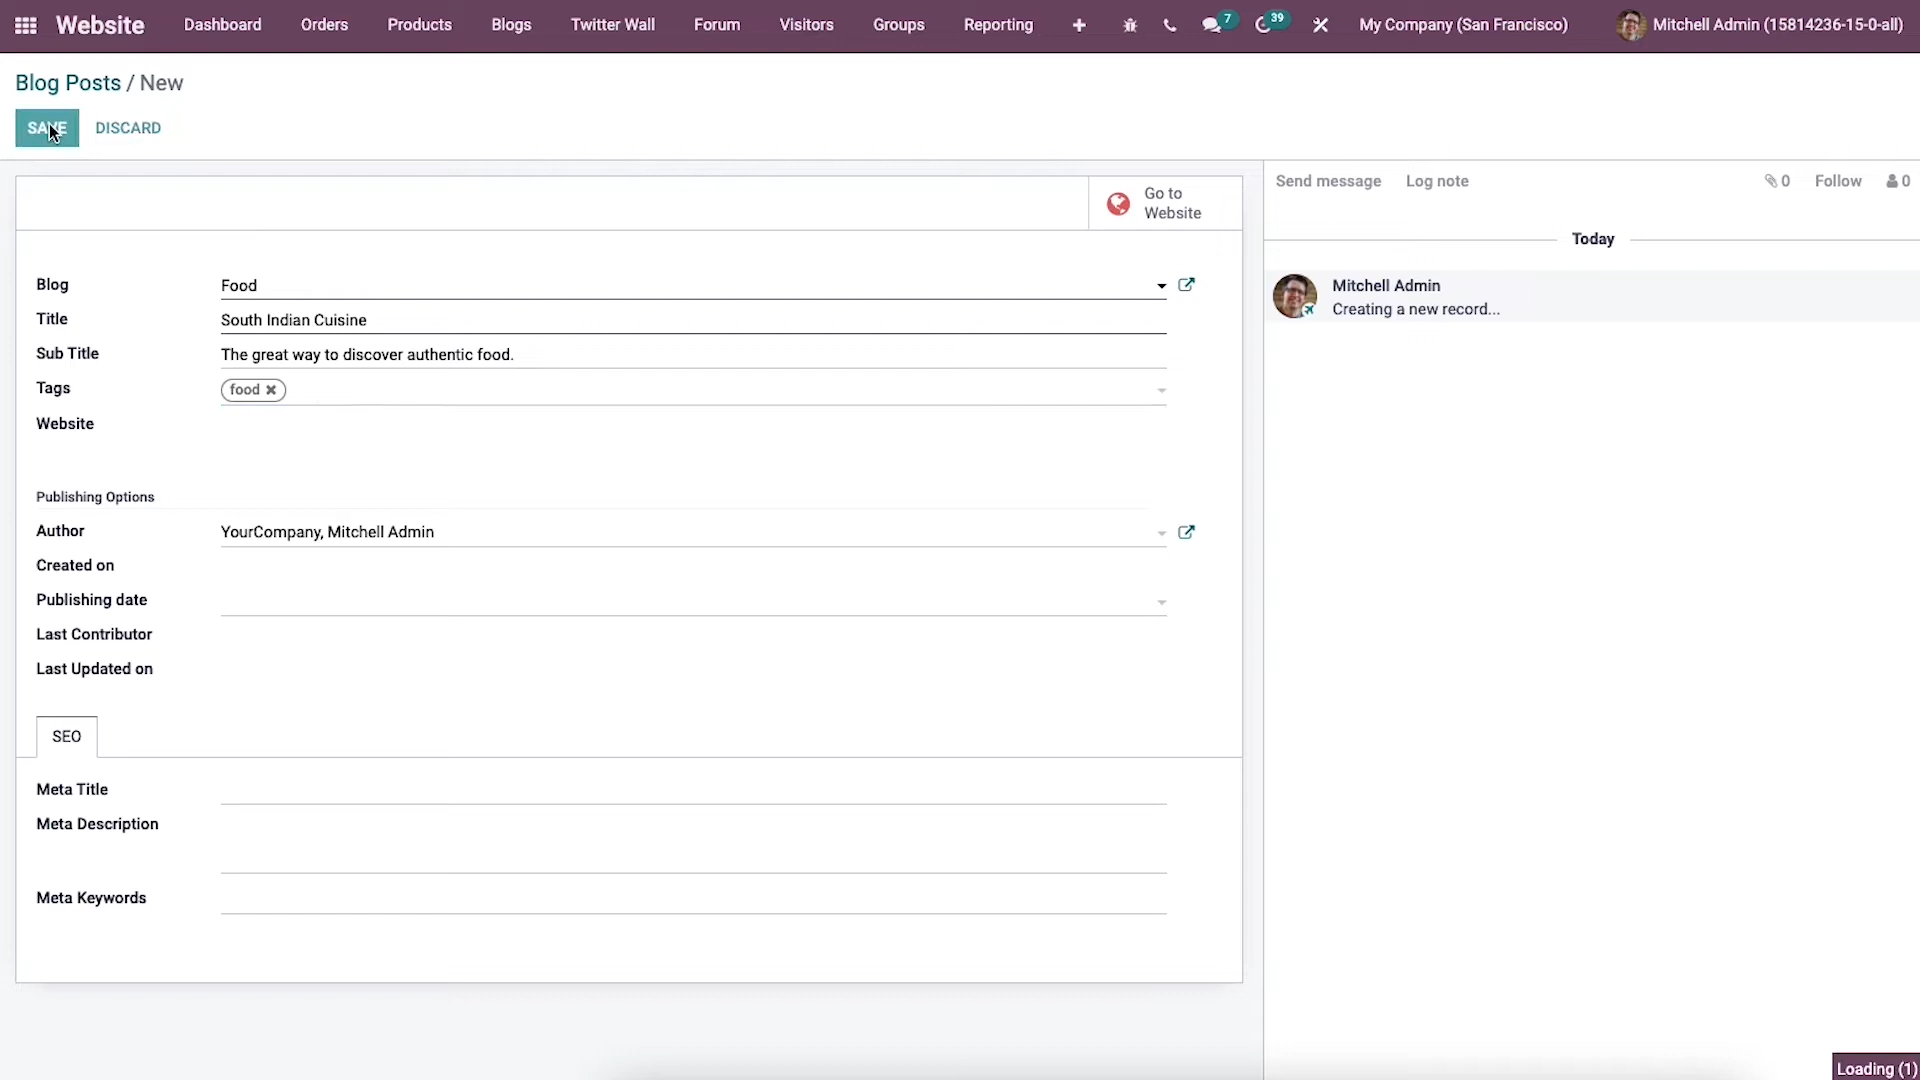 Website Dashboard Orders Products Blogs Twitter Wall Forum Visitors Groups Reporting 7 39 My Company (San Francisco) Mitchell Admin (15814236-15-0-all)
Blog Posts / New
SAVE DISCARD
Go to
Website
Blog Food
Title South Indian Cuisine
Sub Title The great way to discover authentic food.
Tags food
Website
Publishing Options
Author YourCompany, Mitchell Admin
Created on
Publishing date
Last Contributor
Last Updated on
SEO
Meta Title
Meta Description
Meta Keywords
Send message Log note 0 Follow 0
Today
Mitchell Admin
Creating a new record...
Loading (1)